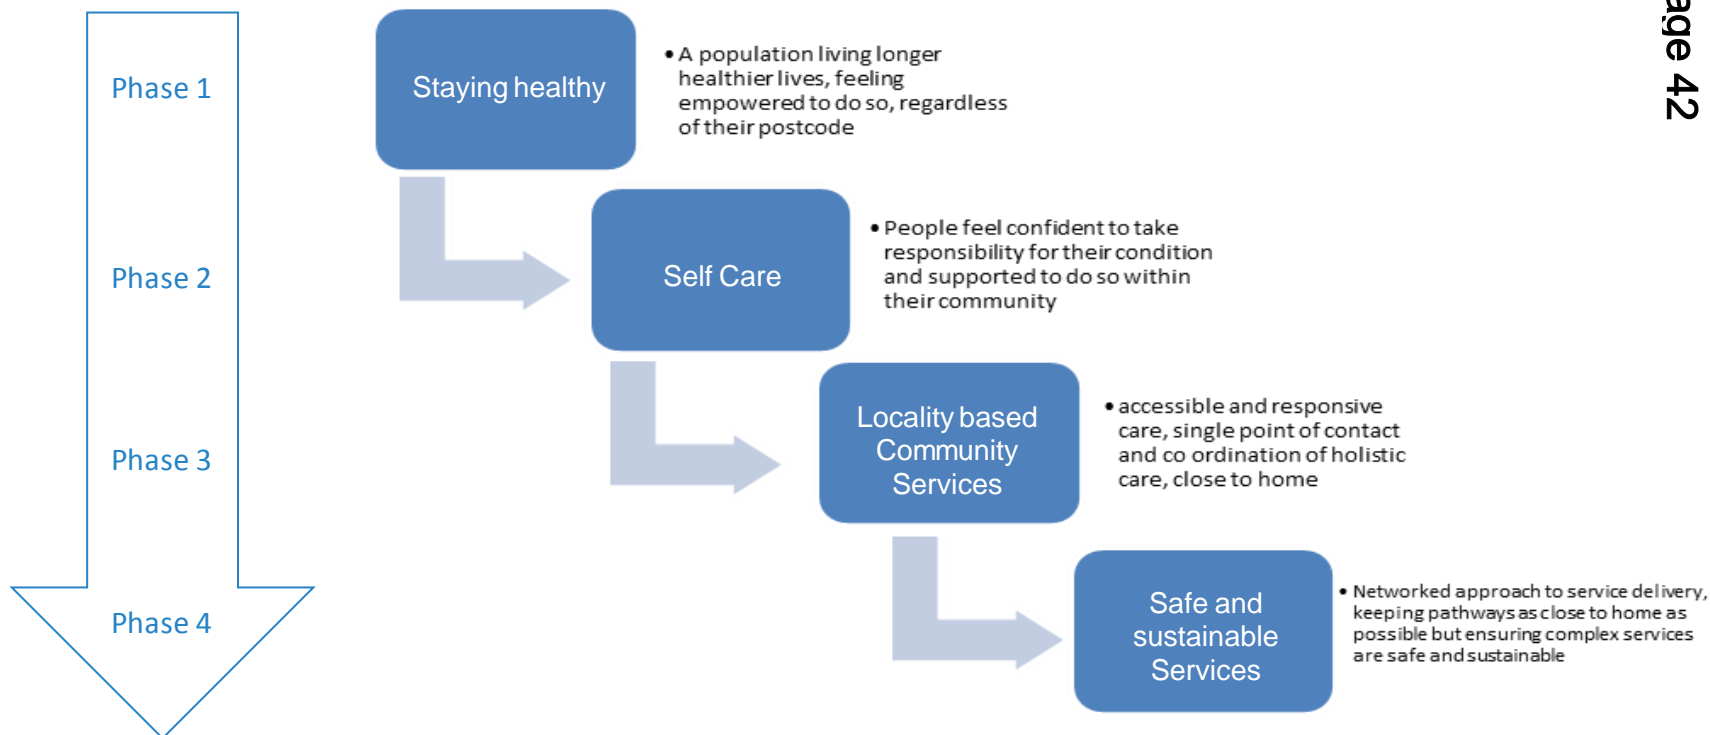 Phase 1
Staying healthy
• A population living longer
healthier lives, feeling
empowered to do so, regardless
of their postcode
Phase 2
Self Care
• People feel confident to take
responsibility for their condition
and supported to do so within
their community
Phase 3
Locality based
Community
Services
• accessible and responsive
care, single point of contact
and co ordination of holistic
care, close to home
Phase 4
Safe and
sustainable
Services
• Networked approach to service delivery,
keeping pathways as close to home as
possible but ensuring complex services
are safe and sustainable
age 42